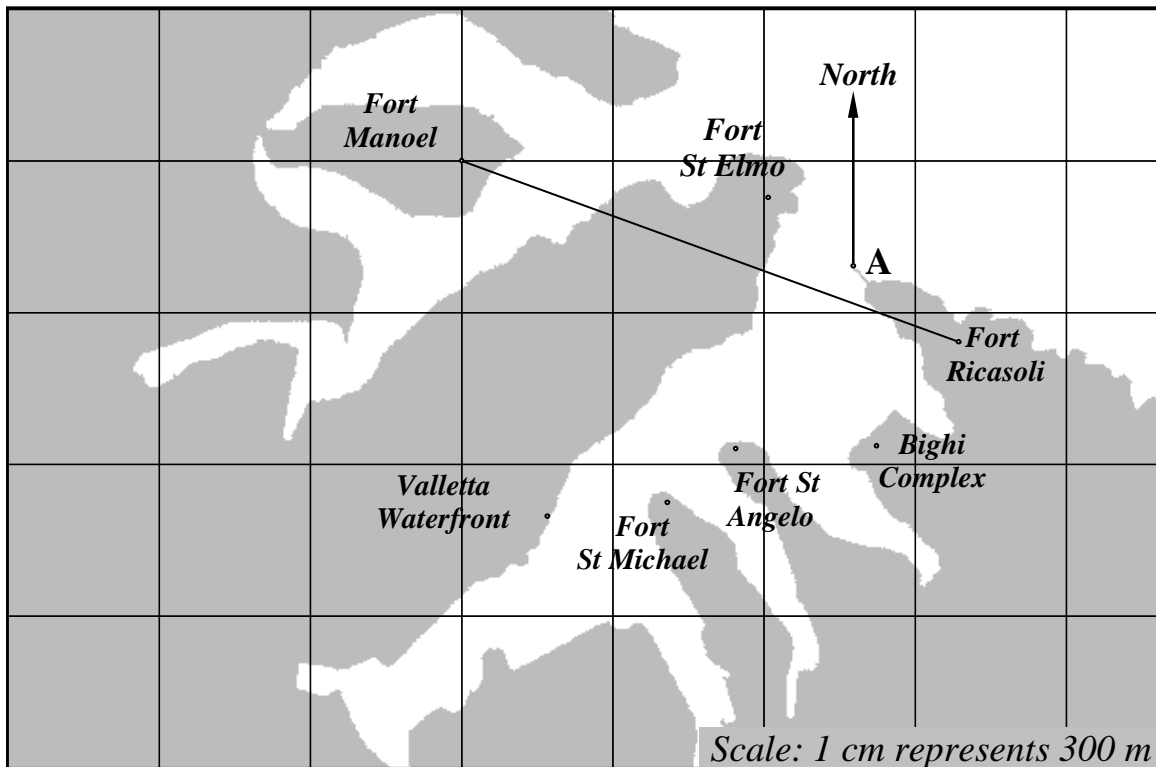 North
Fort
Manoel
Fort
St Elmo
A
Fort
Ricasoli
Bighi
Complex
Valletta
Waterfront
Fort St
Angelo
Fort
St Michael
Scale: 1 cm represents 300 m